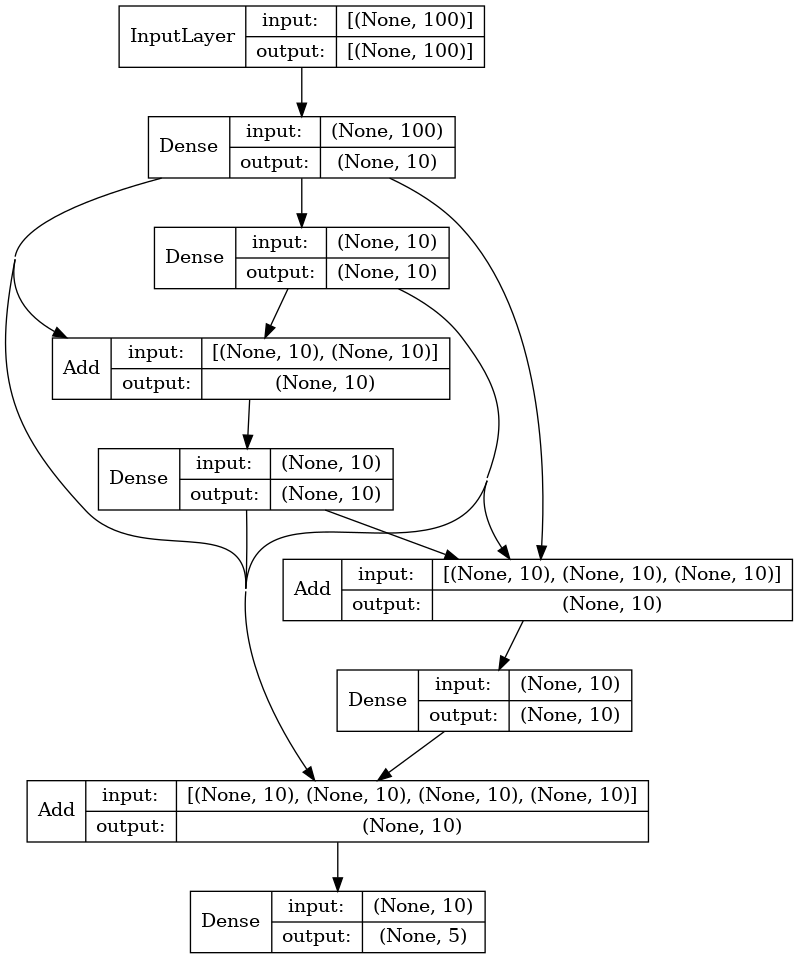 InputLayer input: [(None, 100)]
output: [(None, 100)]
Dense input: (None, 100)
output: (None, 10)
Dense input: (None, 10)
output: (None, 10)
Add input: [(None, 10), (None, 10)]
output: (None, 10)
Dense input: (None, 10)
output: (None, 10)
Add input: [(None, 10), (None, 10), (None, 10)]
output: (None, 10)
Dense input: (None, 10)
output: (None, 10)
Add input: [(None, 10), (None, 10), (None, 10), (None, 10)]
output: (None, 10)
Dense input: (None, 10)
output: (None, 5)